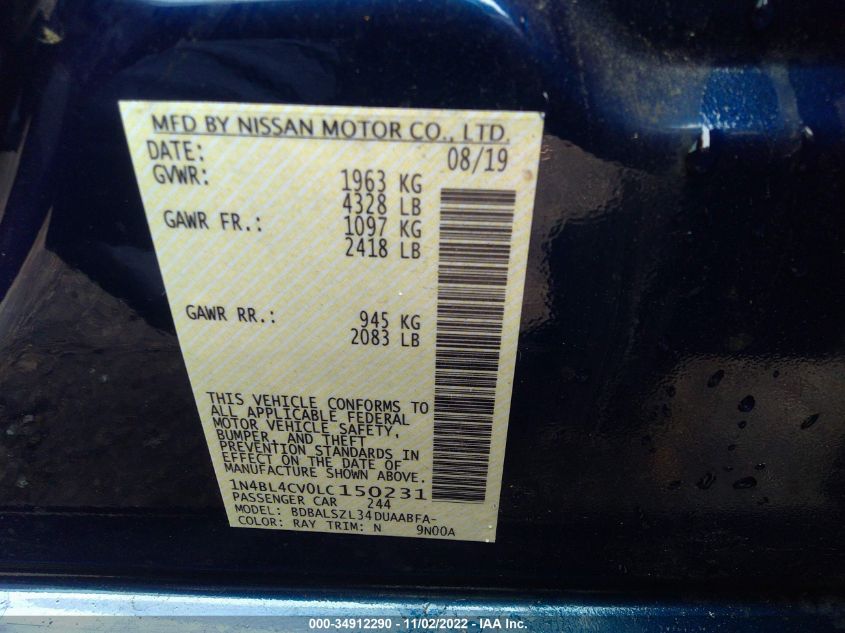 MFD BY NISSAN MOTOR CO., LTD.
DATE: 08/19
GVWR: 1963 KG
4328 LB
GAWR FR.: 1097 KG
2418 LB
GAWR RR.: 945 KG
2083 LB
THIS VEHICLE CONFORMS TO
ALL APPLICABLE FEDERAL
MOTOR VEHICLE SAFETY,
BUMPER, AND THEFT
PREVENTION STANDARDS IN
EFFECT ON THE DATE OF
MANUFACTURE SHOWN ABOVE.
1N4BL4CV0LC150231
PASSENGER CAR 244
MODEL: BDBALSZL34DUAABFA-
COLOR: RAY TRIM: N 9N00A
000-34912290 - 11/02/2022 - IAA Inc.